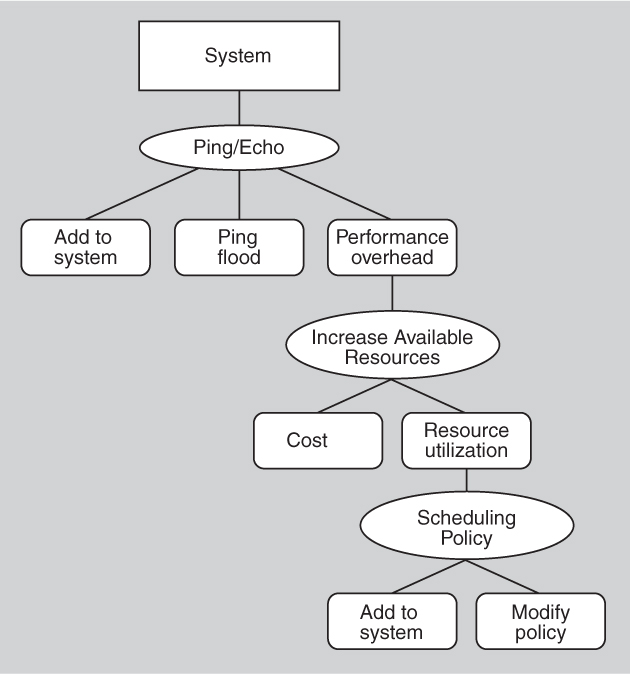 System
Ping/Echo
Add to
system
Ping
flood
Performance
overhead
Increase Available
Resources
Cost
Resource
utilization
Scheduling
Policy
Add to
system
Modify
policy